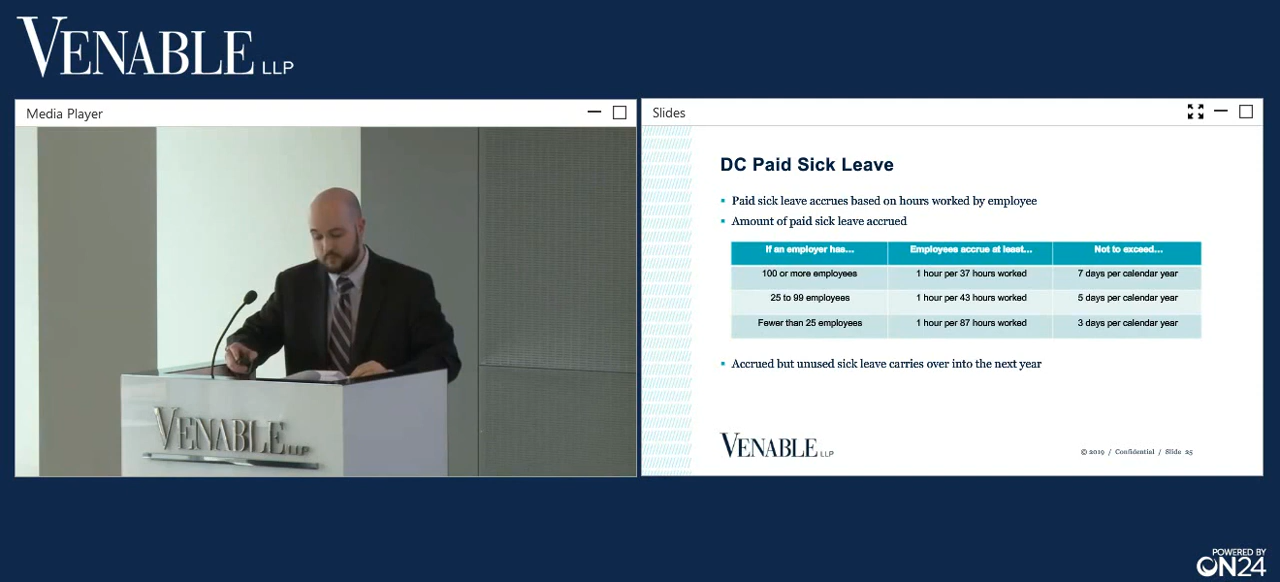 VENABLE LLP
Media Player
VENABLE LLP
Slides
DC Paid Sick Leave
Paid sick leave accrues based on hours worked by employee
Amount of paid sick leave accrued
If an employer has... Employees accrue at least... Not to exceed...
100 or more employees 1 hour per 37 hours worked 7 days per calendar year
25 to 99 employees 1 hour per 43 hours worked 5 days per calendar year
Fewer than 25 employees 1 hour per 87 hours worked 3 days per calendar year
Accrued but unused sick leave carries over into the next year
VENABLE LLP
© 2019 / Confidential / Slide 25
POWERED BY
ON24